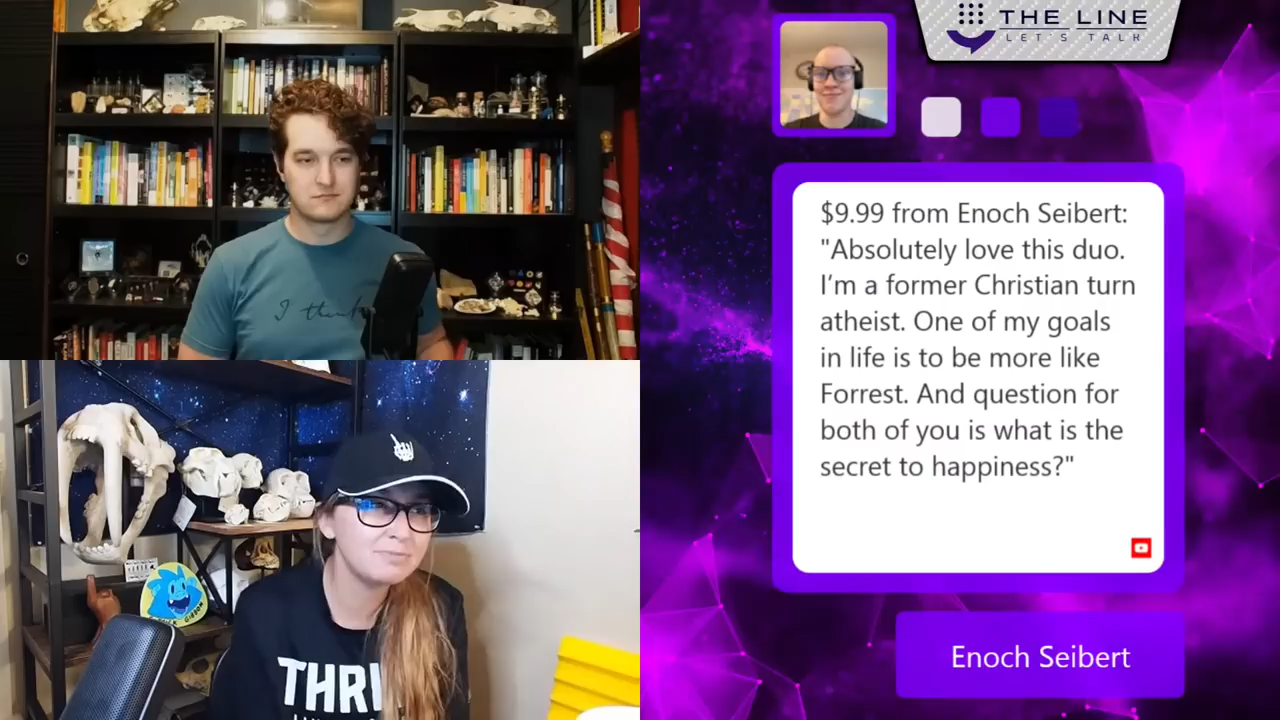 THE LINE
LET'S TALK
$9.99 from Enoch Seibert:
"Absolutely love this duo.
I'm a former Christian turn
atheist. One of my goals
in life is to be more like
Forrest. And question for
both of you is what is the
secret to happiness?"
Enoch Seibert
I think
THRI